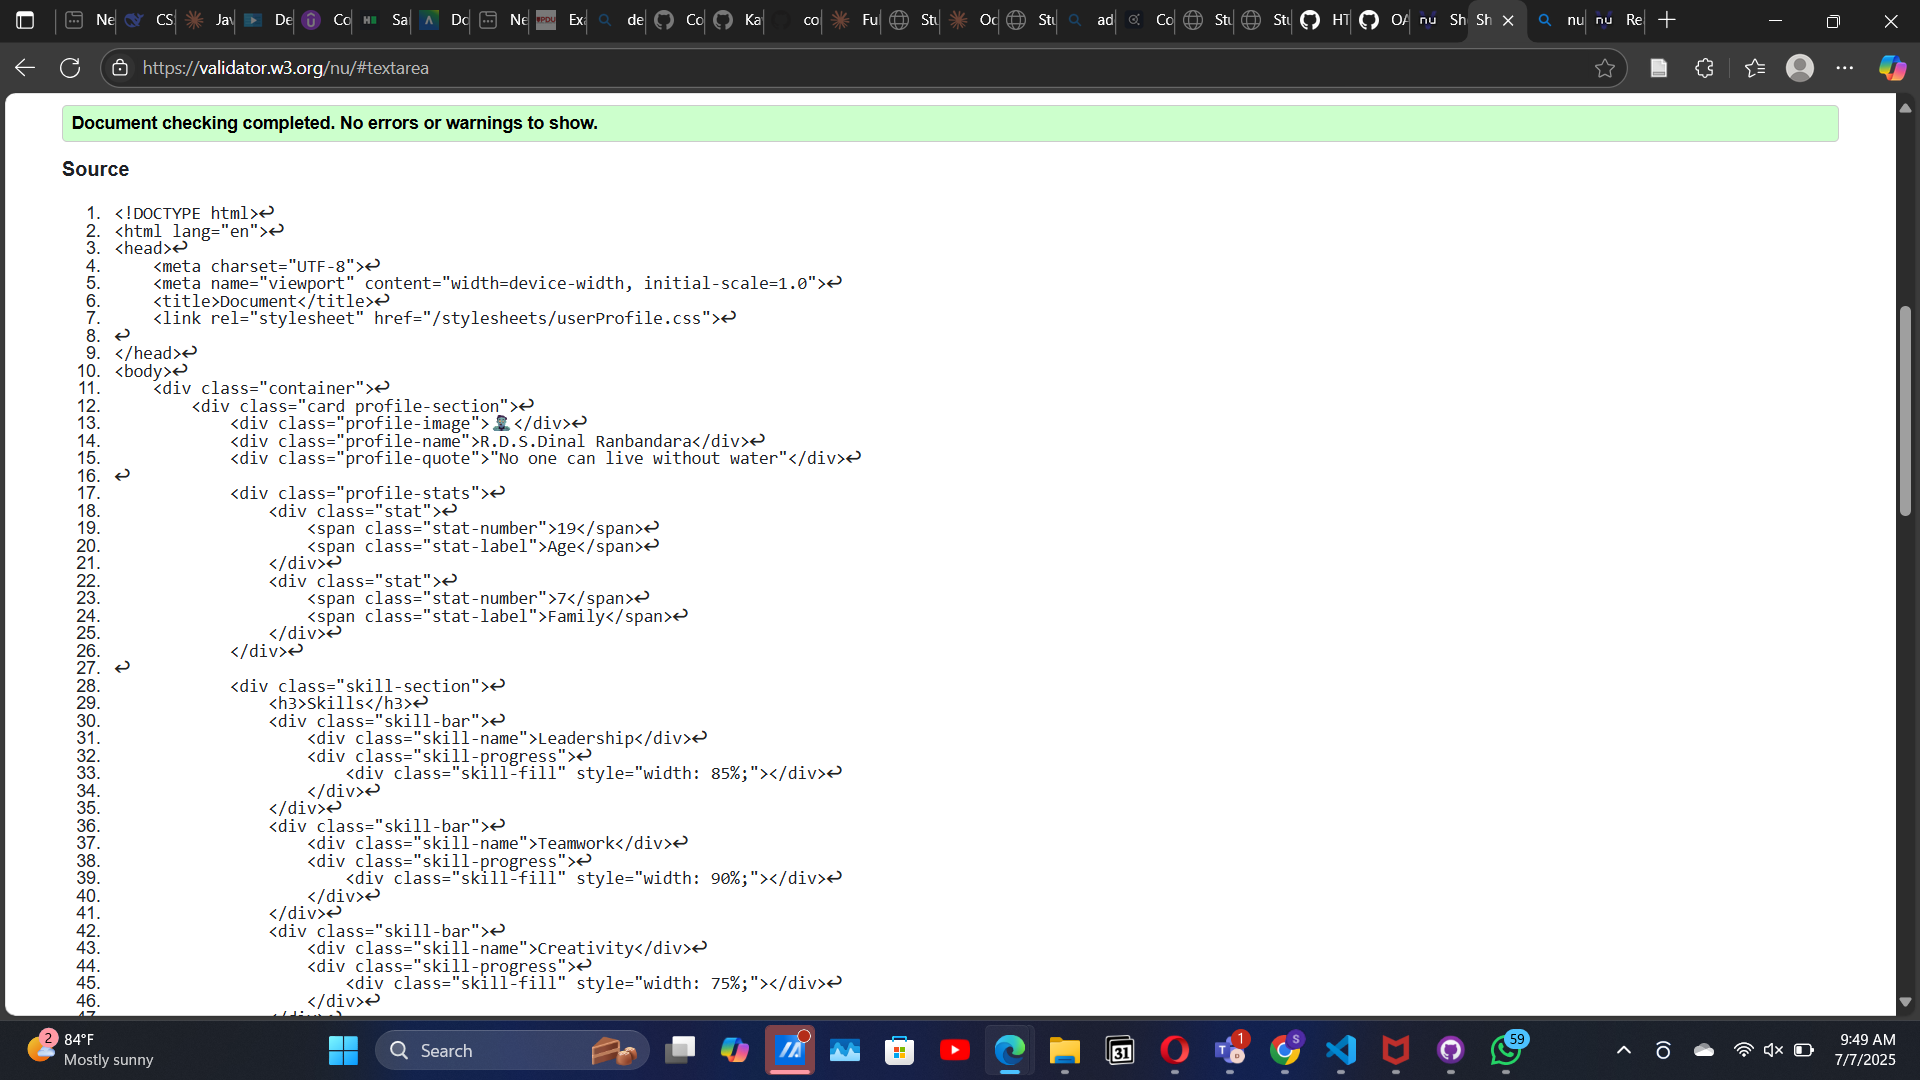 Ne
CS
Jav
De
Co
Sa
Do
Ne
Exa
de
Co
Ka
co
Fu
Stu
Oc
Stu
ad
Co
Stu
Stu
HT
OA
Sh
Sh
nu
Re
https://validator.w3.org/nu/#textarea
Document checking completed. No errors or warnings to show.
Source
1. <!DOCTYPE html>↩
2. <html lang="en">↩
3. <head>↩
4. <meta charset="UTF-8">↩
5. <meta name="viewport" content="width=device-width, initial-scale=1.0">↩
6. <title>Document</title>↩
7. <link rel="stylesheet" href="/stylesheets/userProfile.css">↩
8. ↩
9. </head>↩
10. <body>↩
11. <div class="container">↩
12. <div class="card profile-section">↩
13. <div class="profile-image"></div>↩
14. <div class="profile-name">R.D.S.Dinal Ranbandara</div>↩
15. <div class="profile-quote">"No one can live without water"</div>↩
16. ↩
17. <div class="profile-stats">↩
18. <div class="stat">↩
19. <span class="stat-number">19</span>↩
20. <span class="stat-label">Age</span>↩
21. </div>↩
22. <div class="stat">↩
23. <span class="stat-number">7</span>↩
24. <span class="stat-label">Family</span>↩
25. </div>↩
26. </div>↩
27. ↩
28. <div class="skill-section">↩
29. <h3>Skills</h3>↩
30. <div class="skill-bar">↩
31. <div class="skill-name">Leadership</div>↩
32. <div class="skill-progress">↩
33. <div class="skill-fill" style="width: 85%;"></div>↩
34. </div>↩
35. </div>↩
36. <div class="skill-bar">↩
37. <div class="skill-name">Teamwork</div>↩
38. <div class="skill-progress">↩
39. <div class="skill-fill" style="width: 90%;"></div>↩
40. </div>↩
41. </div>↩
42. <div class="skill-bar">↩
43. <div class="skill-name">Creativity</div>↩
44. <div class="skill-progress">↩
45. <div class="skill-fill" style="width: 75%;"></div>↩
46. </div>↩
2
84°F
Mostly sunny
Search
31
1
S
59
9:49 AM
7/7/2025